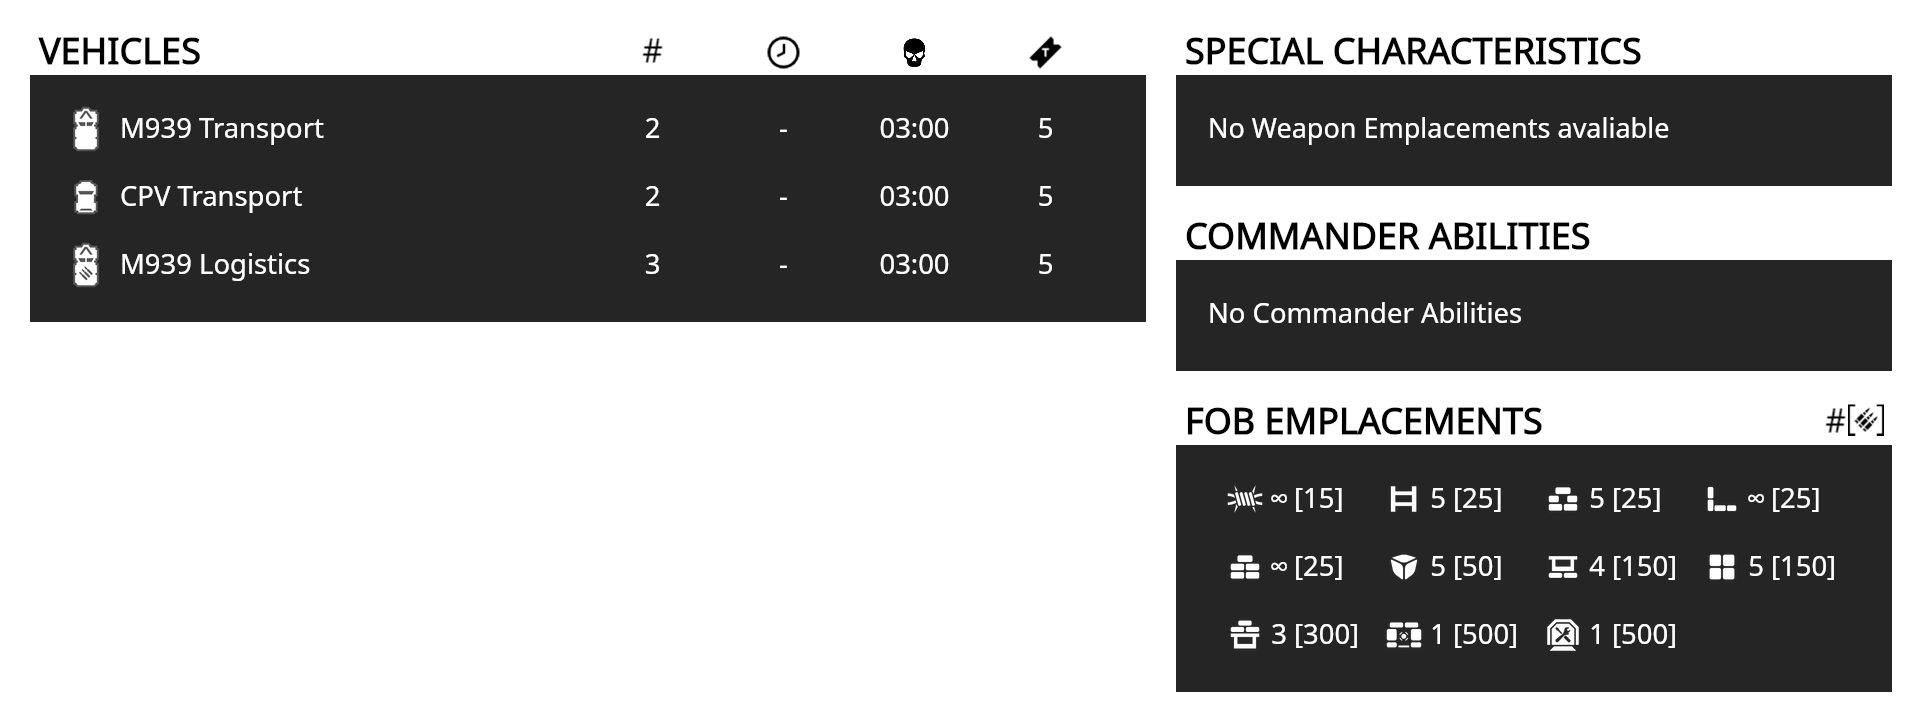 VEHICLES #
M939 Transport 2 - 03:00 5
CPV Transport 2 - 03:00 5
M939 Logistics 3 - 03:00 5
SPECIAL CHARACTERISTICS
No Weapon Emplacements avaliable
COMMANDER ABILITIES
No Commander Abilities
FOB EMPLACEMENTS #[]
∞ [15] 5 [25] 5 [25] ∞ [25]
∞ [25] 5 [50] 4 [150] 5 [150]
3 [300] 1 [500] 1 [500]